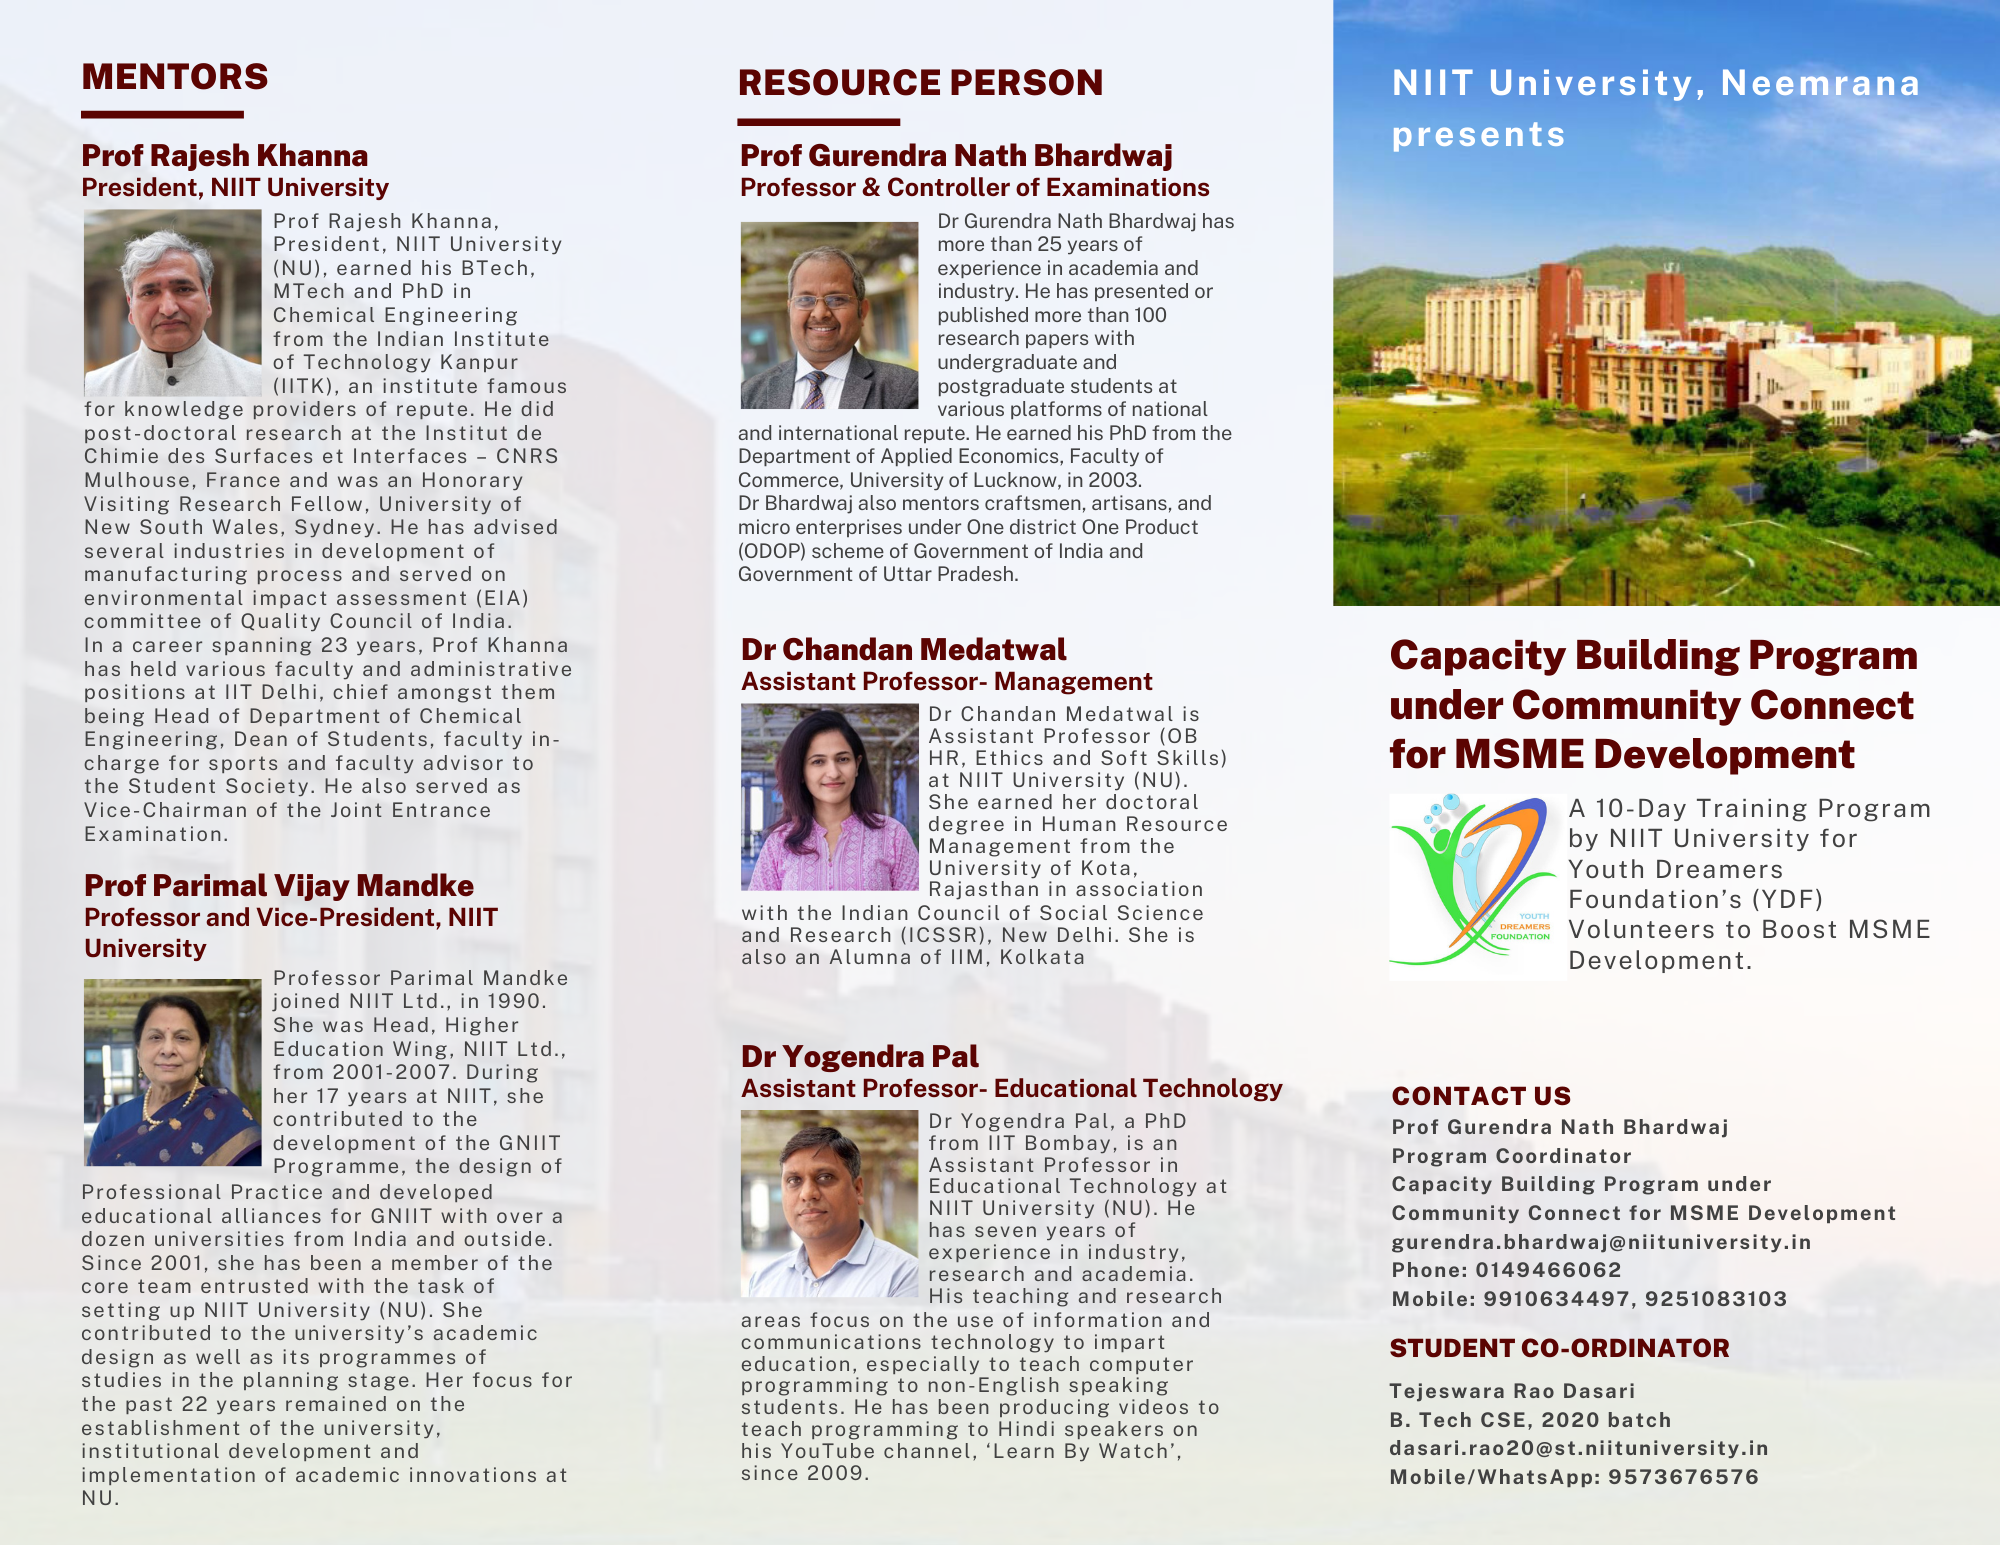 MENTORS
Prof Rajesh Khanna
President, NIIT University
Prof Rajesh Khanna,
President, NIIT University
(NU), earned his BTech,
MTech and PhD in
Chemical Engineering
from the Indian Institute
of Technology Kanpur
(IITK), an institute famous
for knowledge providers of repute. He did
post-doctoral research at the Institut de
Chimie des Surfaces et Interfaces – CNRS
Mulhouse, France and was an Honorary
Visiting Research Fellow, University of
New South Wales, Sydney. He has advised
several industries in development of
manufacturing process and served on
environmental impact assessment (EIA)
committee of Quality Council of India.
In a career spanning 23 years, Prof Khanna
has held various faculty and administrative
positions at IIT Delhi, chief amongst them
being Head of Department of Chemical
Engineering, Dean of Students, faculty in-
charge for sports and faculty advisor to
the Student Society. He also served as
Vice-Chairman of the Joint Entrance
Examination.
Prof Parimal Vijay Mandke
Professor and Vice-President, NIIT
University
Professor Parimal Mandke
joined NIIT Ltd., in 1990.
She was Head, Higher
Education Wing, NIIT Ltd.,
from 2001-2007. During
her 17 years at NIIT, she
contributed to the
development of the GNIIT
Programme, the design of
Professional Practice and developed
educational alliances for GNIIT with over a
dozen universities from India and outside.
Since 2001, she has been a member of the
core team entrusted with the task of
setting up NIIT University (NU). She
contributed to the university’s academic
design as well as its programmes of
studies in the planning stage. Her focus for
the past 22 years remained on the
establishment of the university,
institutional development and
implementation of academic innovations at
NU.
RESOURCE PERSON
Prof Gurendra Nath Bhardwaj
Professor & Controller of Examinations
Dr Gurendra Nath Bhardwaj has
more than 25 years of
experience in academia and
industry. He has presented or
published more than 100
research papers with
undergraduate and
postgraduate students at
various platforms of national
and international repute. He earned his PhD from the
Department of Applied Economics, Faculty of
Commerce, University of Lucknow, in 2003.
Dr Bhardwaj also mentors craftsmen, artisans, and
micro enterprises under One district One Product
(ODOP) scheme of Government of India and
Government of Uttar Pradesh.
Dr Chandan Medatwal
Assistant Professor- Management
Dr Chandan Medatwal is
Assistant Professor (OB
HR, Ethics and Soft Skills)
at NIIT University (NU).
She earned her doctoral
degree in Human Resource
Management from the
University of Kota,
Rajasthan in association
with the Indian Council of Social Science
and Research (ICSSR), New Delhi. She is
also an Alumna of IIM, Kolkata
Dr Yogendra Pal
Assistant Professor- Educational Technology
Dr Yogendra Pal, a PhD
from IIT Bombay, is an
Assistant Professor in
Educational Technology at
NIIT University (NU). He
has seven years of
experience in industry,
research and academia.
His teaching and research
areas focus on the use of information and
communications technology to impart
education, especially to teach computer
programming to non-English speaking
students. He has been producing videos to
teach programming to Hindi speakers on
his YouTube channel, ‘Learn By Watch’,
since 2009.
NIIT University, Neemrana
presents
Capacity Building Program
under Community Connect
for MSME Development
YOUTH
DREAMERS
FOUNDATION
A 10-Day Training Program
by NIIT University for
Youth Dreamers
Foundation’s (YDF)
Volunteers to Boost MSME
Development.
CONTACT US
Prof Gurendra Nath Bhardwaj
Program Coordinator
Capacity Building Program under
Community Connect for MSME Development
gurendra.bhardwaj@niituniversity.in
Phone: 0149466062
Mobile: 9910634497, 9251083103
STUDENT CO-ORDINATOR
Tejeswara Rao Dasari
B. Tech CSE, 2020 batch
dasari.rao20@st.niituniversity.in
Mobile/WhatsApp: 9573676576